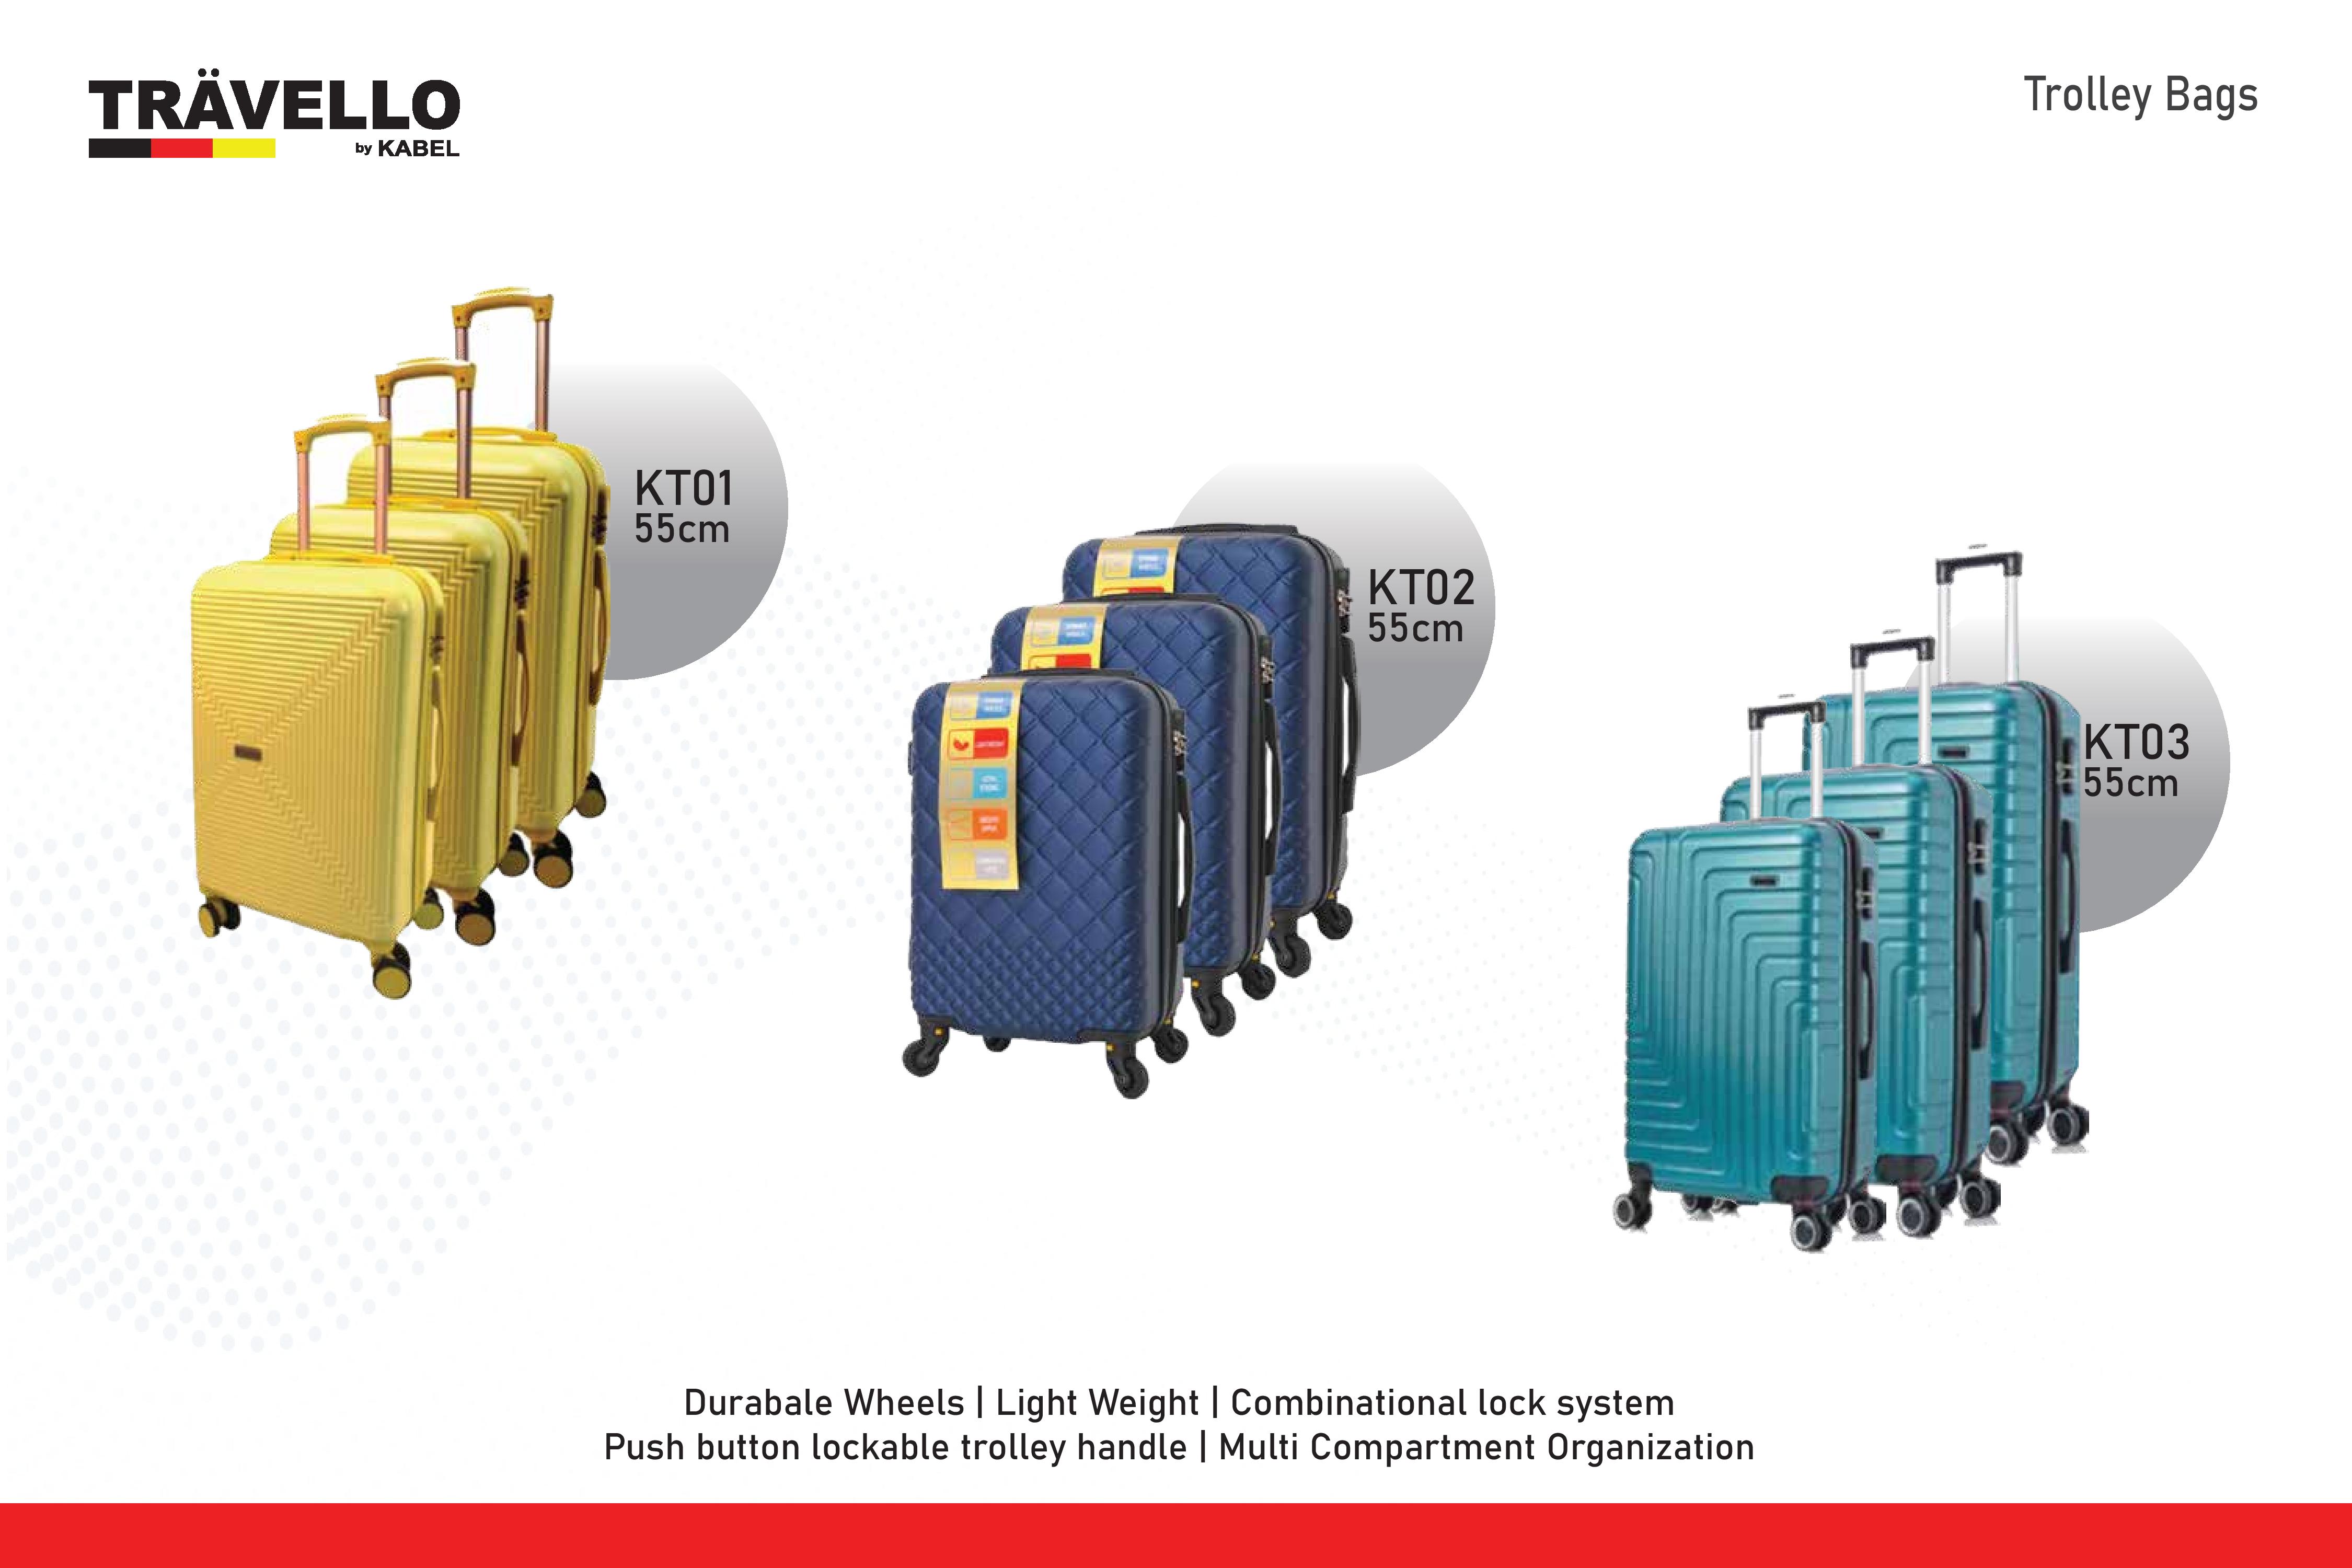 TRÄVELLO
by KABEL
Trolley Bags
KT01
55cm
KT02
55cm
KT03
55cm
Durabale Wheels | Light Weight | Combinational lock system
Push button lockable trolley handle | Multi Compartment Organization